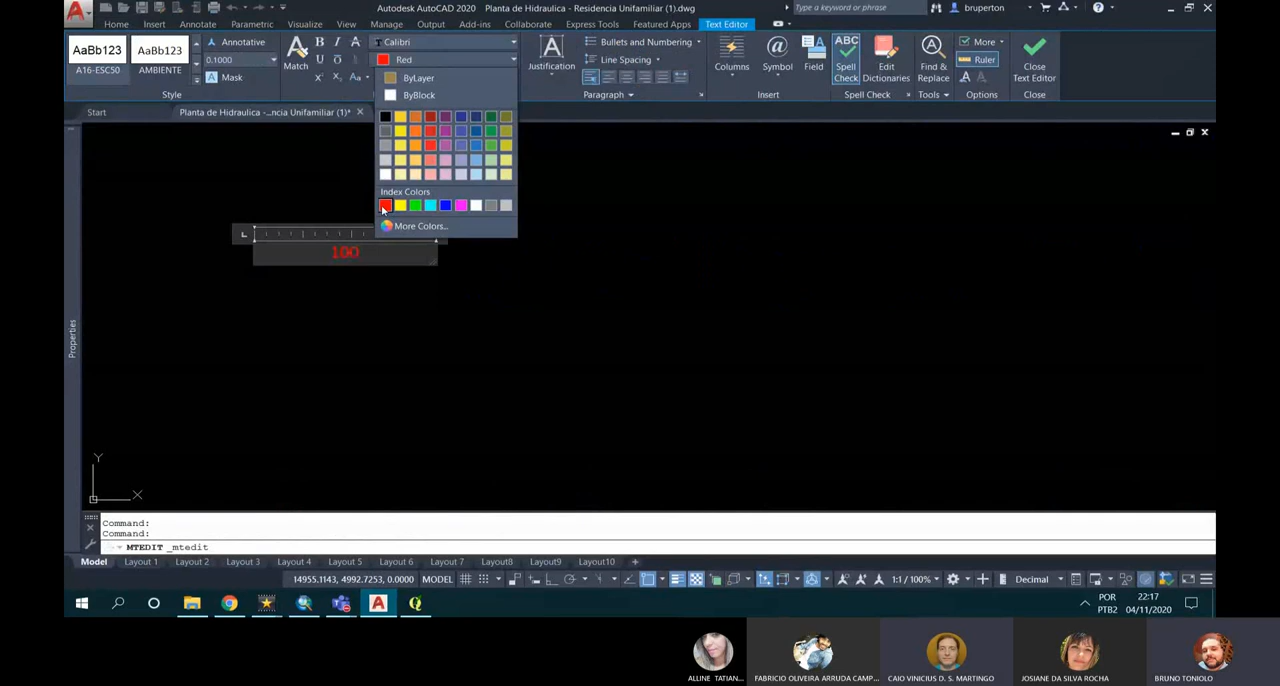 Autodesk AutoCAD 2020 Planta de Hidraulica - Residencia Unifamiliar (1).dwg
Type a keyword or phrase
bruperton
Home Insert Annotate Parametric View Manage Output Add-ins Collaborate Express Tools Featured Apps Text Editor
AaBb123 AaBb123
A16-ESC50 AMBIENTE
Annotative
0.1000
Mask
Style
Match
Calibri
Red
ByLayer
ByBlock
Index Colors
More Colors...
Justification
Bullets and Numbering
Line Spacing
Paragraph
Columns Symbol Field
Insert
ABC
Spell Check
Edit Dictionaries
Spell Check
Find & Replace
Tools
More
Ruler
Options
Close Text Editor
Close
Start Planta de Hidraulica -...ncia Unifamiliar (1)*
100
Properties
Y
X
Command:
Command:
MTEDIT _mtedit
Model Layout 1 Layout 2 Layout 3 Layout 4 Layout 5 Layout 6 Layout 7 Layout8 Layout9 Layout10
14955.1143, 4992.7253, 0.0000 MODEL 1:1 / 100% Decimal
POR 22:17
PTB2 04/11/2020
ALLINE TATIAN... FABRICIO OLIVEIRA ARRUDA CAMP... CAIO VINICIUS D. S. MARTINGO JOSIANE DA SILVA ROCHA BRUNO TONIOLO